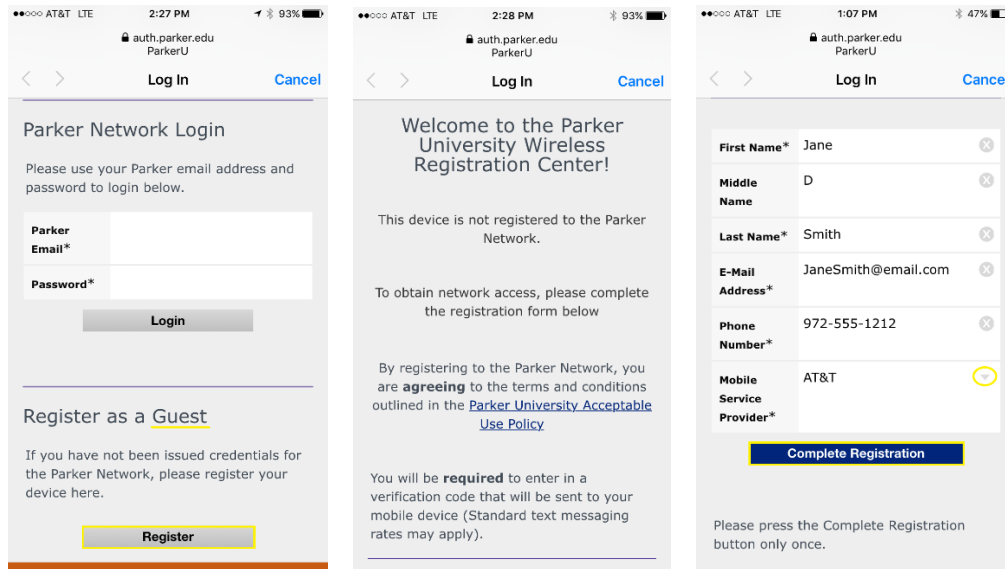 ●●○○○ AT&T LTE 2:27 PM 93%
auth.parker.edu
ParkerU
Log In Cancel
Parker Network Login
Please use your Parker email address and
password to login below.
Parker
Email*
Password*
Login
Register as a Guest
If you have not been issued credentials for
the Parker Network, please register your
device here.
Register
●●○○○ AT&T LTE 2:28 PM 93%
auth.parker.edu
ParkerU
Log In Cancel
Welcome to the Parker
University Wireless
Registration Center!
This device is not registered to the Parker
Network.
To obtain network access, please complete
the registration form below
By registering to the Parker Network, you
are agreeing to the terms and conditions
outlined in the Parker University Acceptable
Use Policy
You will be required to enter in a
verification code that will be sent to your
mobile device (Standard text messaging
rates may apply).
●●○○○ AT&T LTE 1:07 PM 47%
auth.parker.edu
ParkerU
Log In Cance
First Name* Jane
Middle
Name D
Last Name* Smith
E-Mail
Address* JaneSmith@email.com
Phone
Number* 972-555-1212
Mobile
Service
Provider* AT&T
Complete Registration
Please press the Complete Registration
button only once.